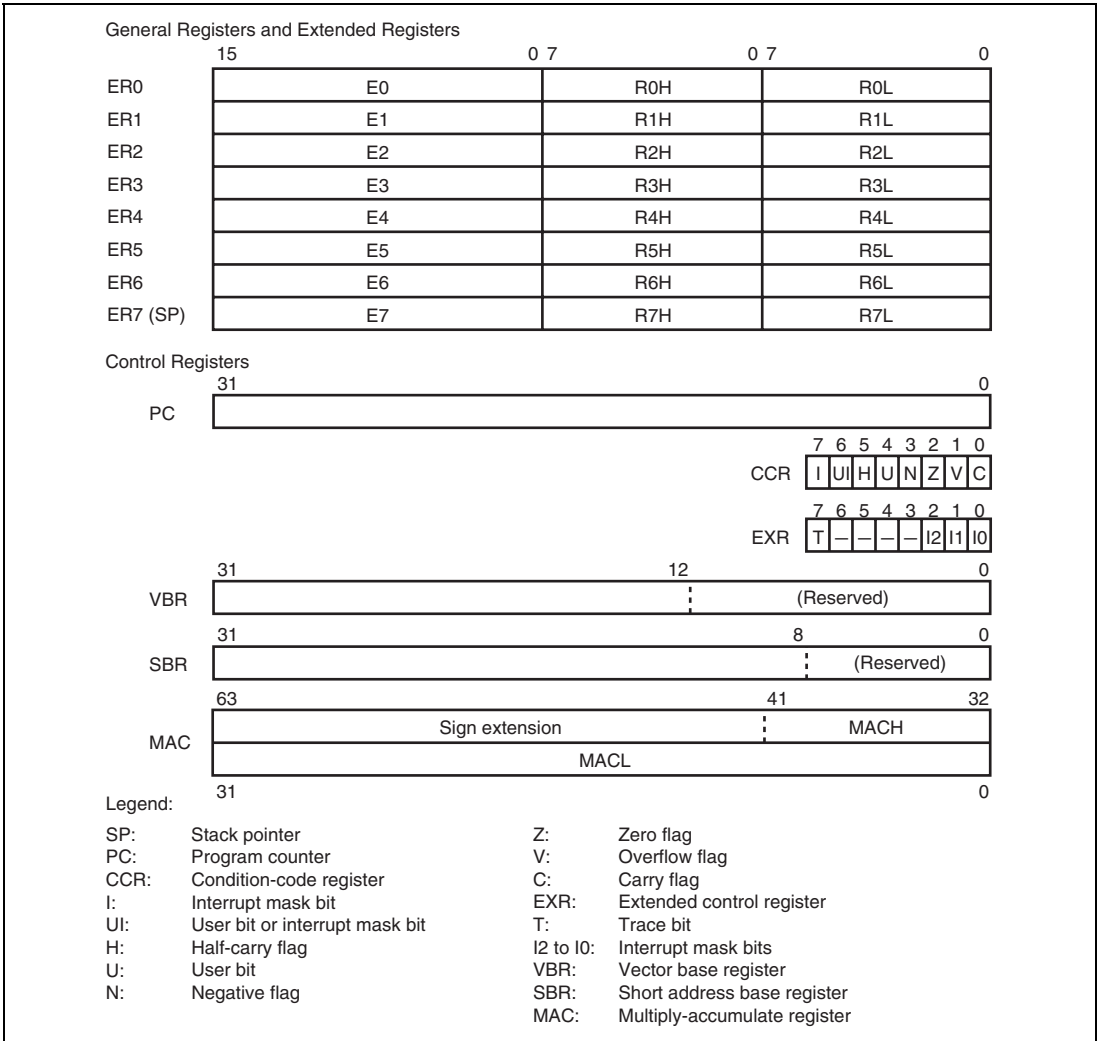 General Registers and Extended Registers
15 0 7 0 7 0
ER0 E0 R0H R0L
ER1 E1 R1H R1L
ER2 E2 R2H R2L
ER3 E3 R3H R3L
ER4 E4 R4H R4L
ER5 E5 R5H R5L
ER6 E6 R6H R6L
ER7 (SP) E7 R7H R7L
Control Registers
31 0
PC
7 6 5 4 3 2 1 0
CCR I UI H U N Z V C
7 6 5 4 3 2 1 0
EXR T — — — — I2 I1 I0
31 12 0
VBR (Reserved)
31 8 0
SBR (Reserved)
63 41 32
MAC Sign extension MACH
MACL
31 0
Legend:
SP: Stack pointer
PC: Program counter
CCR: Condition-code register
I: Interrupt mask bit
UI: User bit or interrupt mask bit
H: Half-carry flag
U: User bit
N: Negative flag
Z: Zero flag
V: Overflow flag
C: Carry flag
EXR: Extended control register
T: Trace bit
I2 to I0: Interrupt mask bits
VBR: Vector base register
SBR: Short address base register
MAC: Multiply-accumulate register